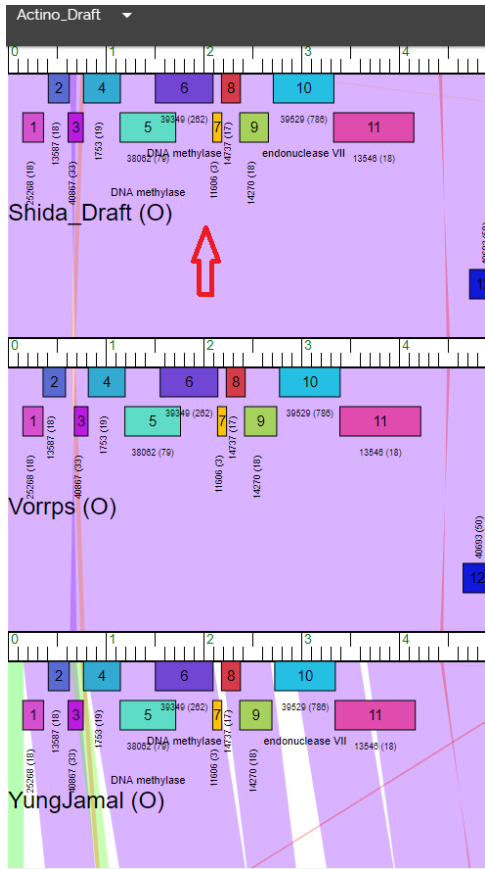 Actino_Draft
0 1 2 3 4
2 4 6 8 10
1 3 5 7 9 11
39349 (262) 39529 (786)
25268 (18) 13587 (18) 40867 (33) 1753 (19) 38062 (79) DNA methylase 11606 (3) 14737 (17) 14270 (18) endonuclease VII 13546 (18)
DNA methylase
Shida_Draft (O)
40693 (50)
0 1 2 3 4
2 4 6 8 10
1 3 5 7 9 11
39349 (262) 39529 (786)
25268 (18) 13587 (18) 40867 (33) 1753 (19) 38062 (79) 11606 (3) 14737 (17) 14270 (18) 13546 (18)
Vorrps (O)
40693 (50)
12
0 1 2 3 4
2 4 6 8 10
1 3 5 7 9 11
39349 (262) 39529 (786)
25268 (18) 13587 (18) 40867 (33) 1753 (19) 38062 (79) DNA methylase 11606 (3) 14737 (17) 14270 (18) endonuclease VII 13546 (18)
DNA methylase
YungJamal (O)